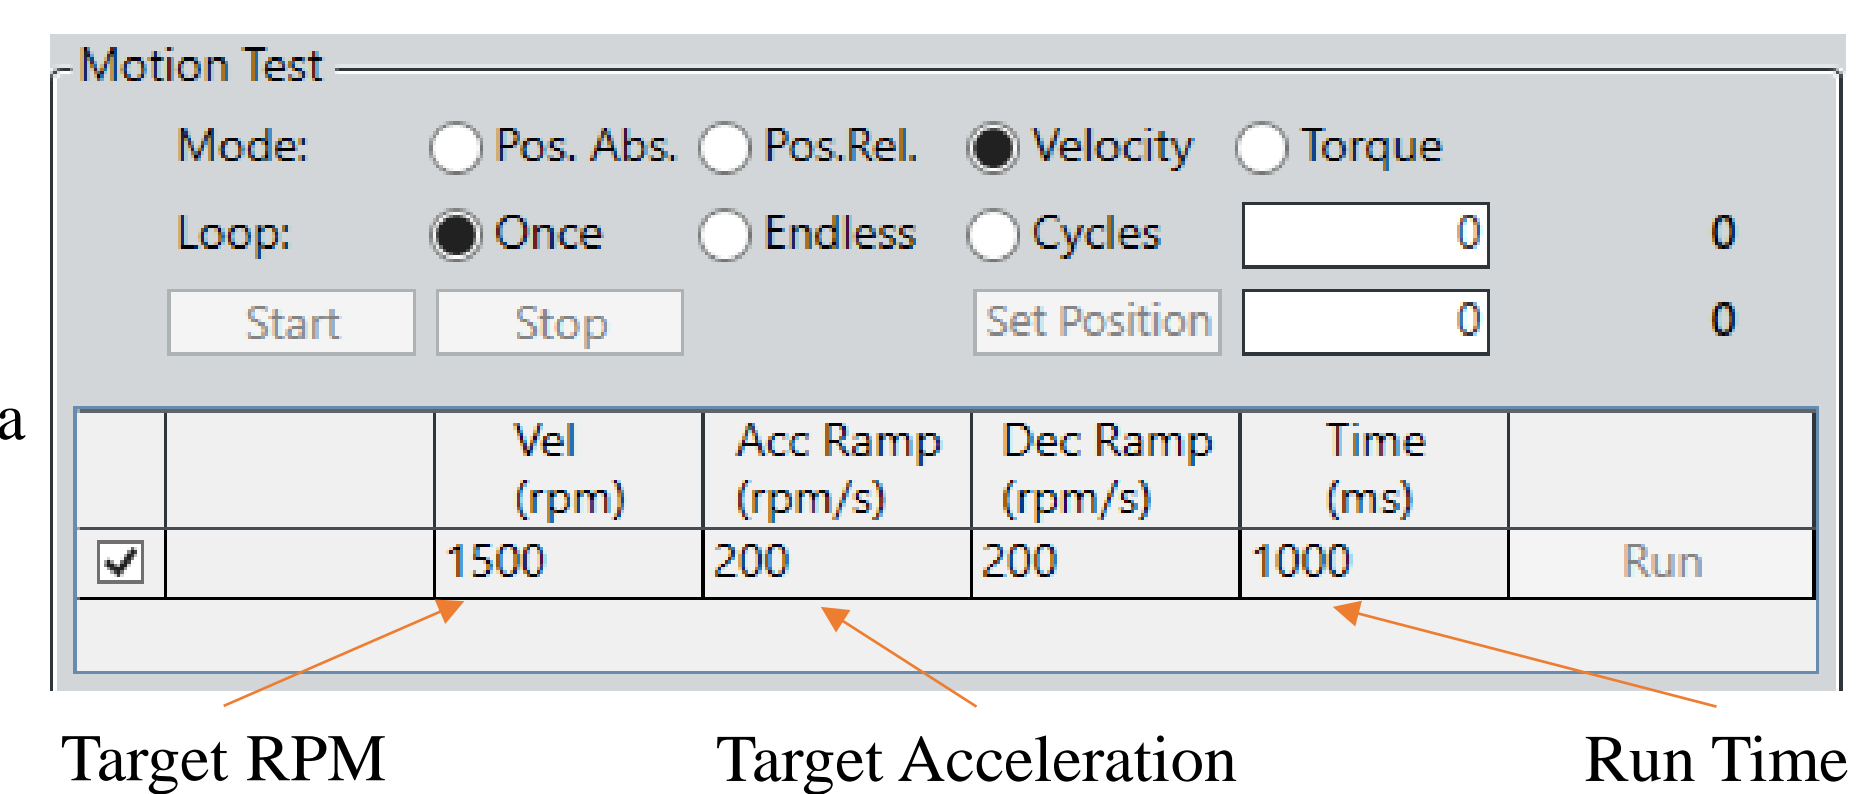 Motion Test
Mode: Pos. Abs. Pos.Rel. Velocity Torque
Loop: Once Endless Cycles 0 0
Start Stop Set Position 0 0
a
Vel Acc Ramp Dec Ramp Time
(rpm) (rpm/s) (rpm/s) (ms)
1500 200 200 1000 Run
Target RPM Target Acceleration Run Time